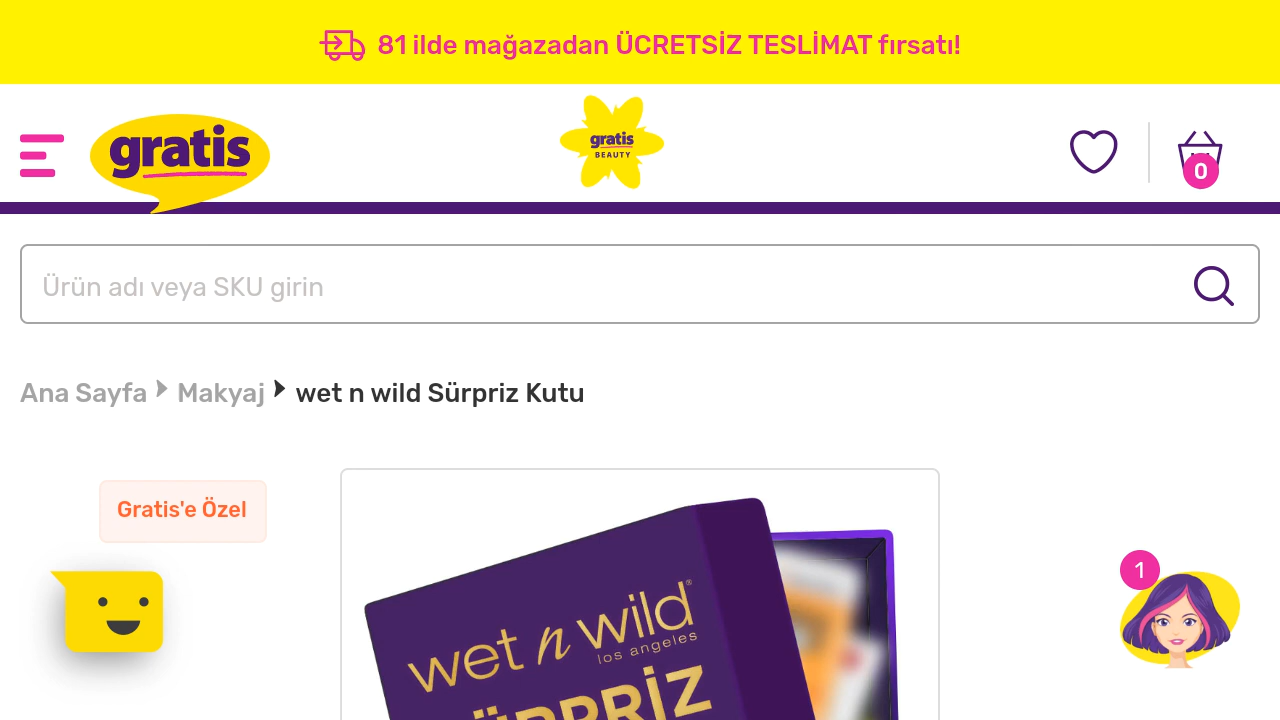 81 ilde mağazadan ÜCRETSİZ TESLİMAT fırsatı!
gratis
gratis
BEAUTY
0
Ürün adı veya SKU girin
Ana Sayfa Makyaj wet n wild Sürpriz Kutu
Gratis'e Özel
1
wet n wild®
los angeles
SÜRPRİZ